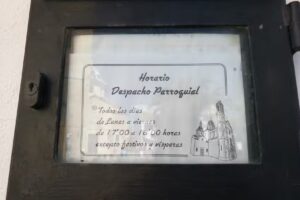 Horario
Despacho Parroquial
Todos los días
de Lunes a viernes
de 17'00 a horas
excepto festivos y vísperas